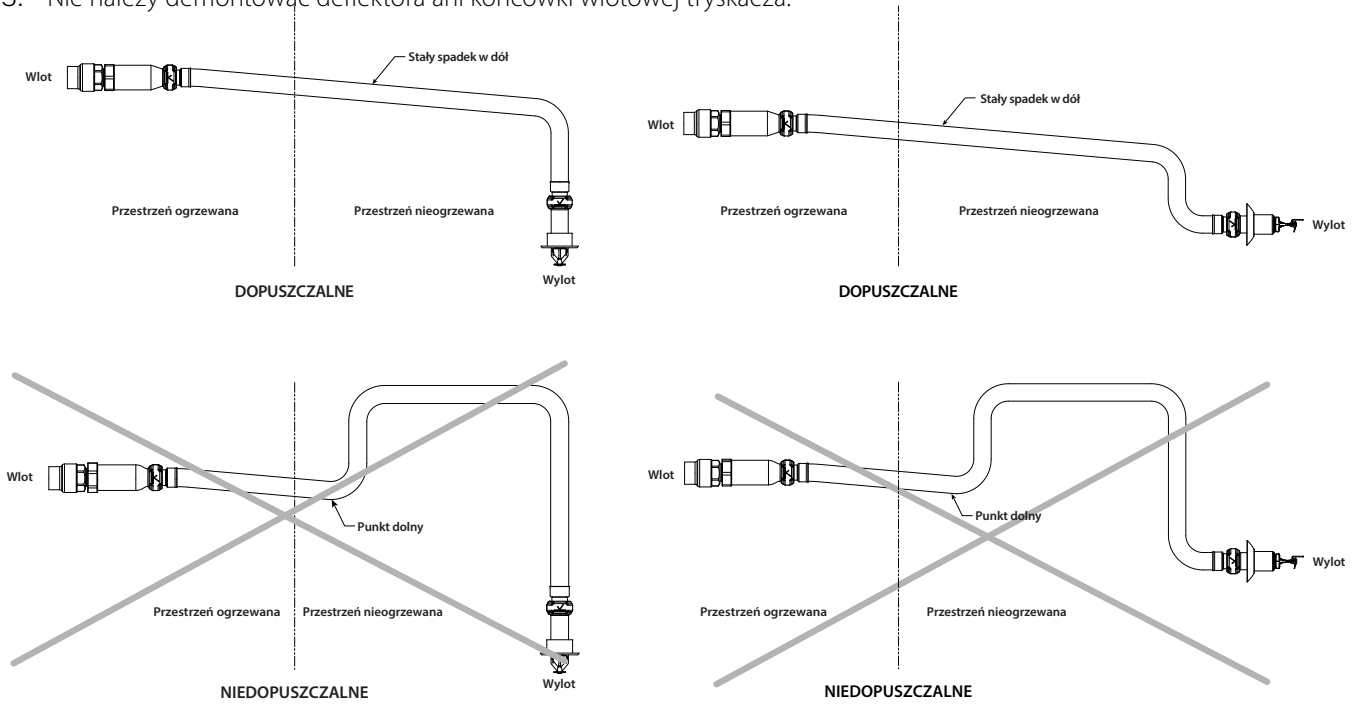 3. Nie należy demontować deflektora ani końcówki wlotowej tryskacza.
Stały spadek w dół
Wlot
Przestrzeń ogrzewana
Przestrzeń nieogrzewana
Wylot
DOPUSZCZALNE
Stały spadek w dół
Wlot
Przestrzeń ogrzewana
Przestrzeń nieogrzewana
Wylot
DOPUSZCZALNE
Wlot
Punkt dolny
Przestrzeń ogrzewana
Przestrzeń nieogrzewana
Wylot
NIEDOPUSZCZALNE
Wlot
Punkt dolny
Wylot
Przestrzeń ogrzewana
Przestrzeń nieogrzewana
NIEDOPUSZCZALNE